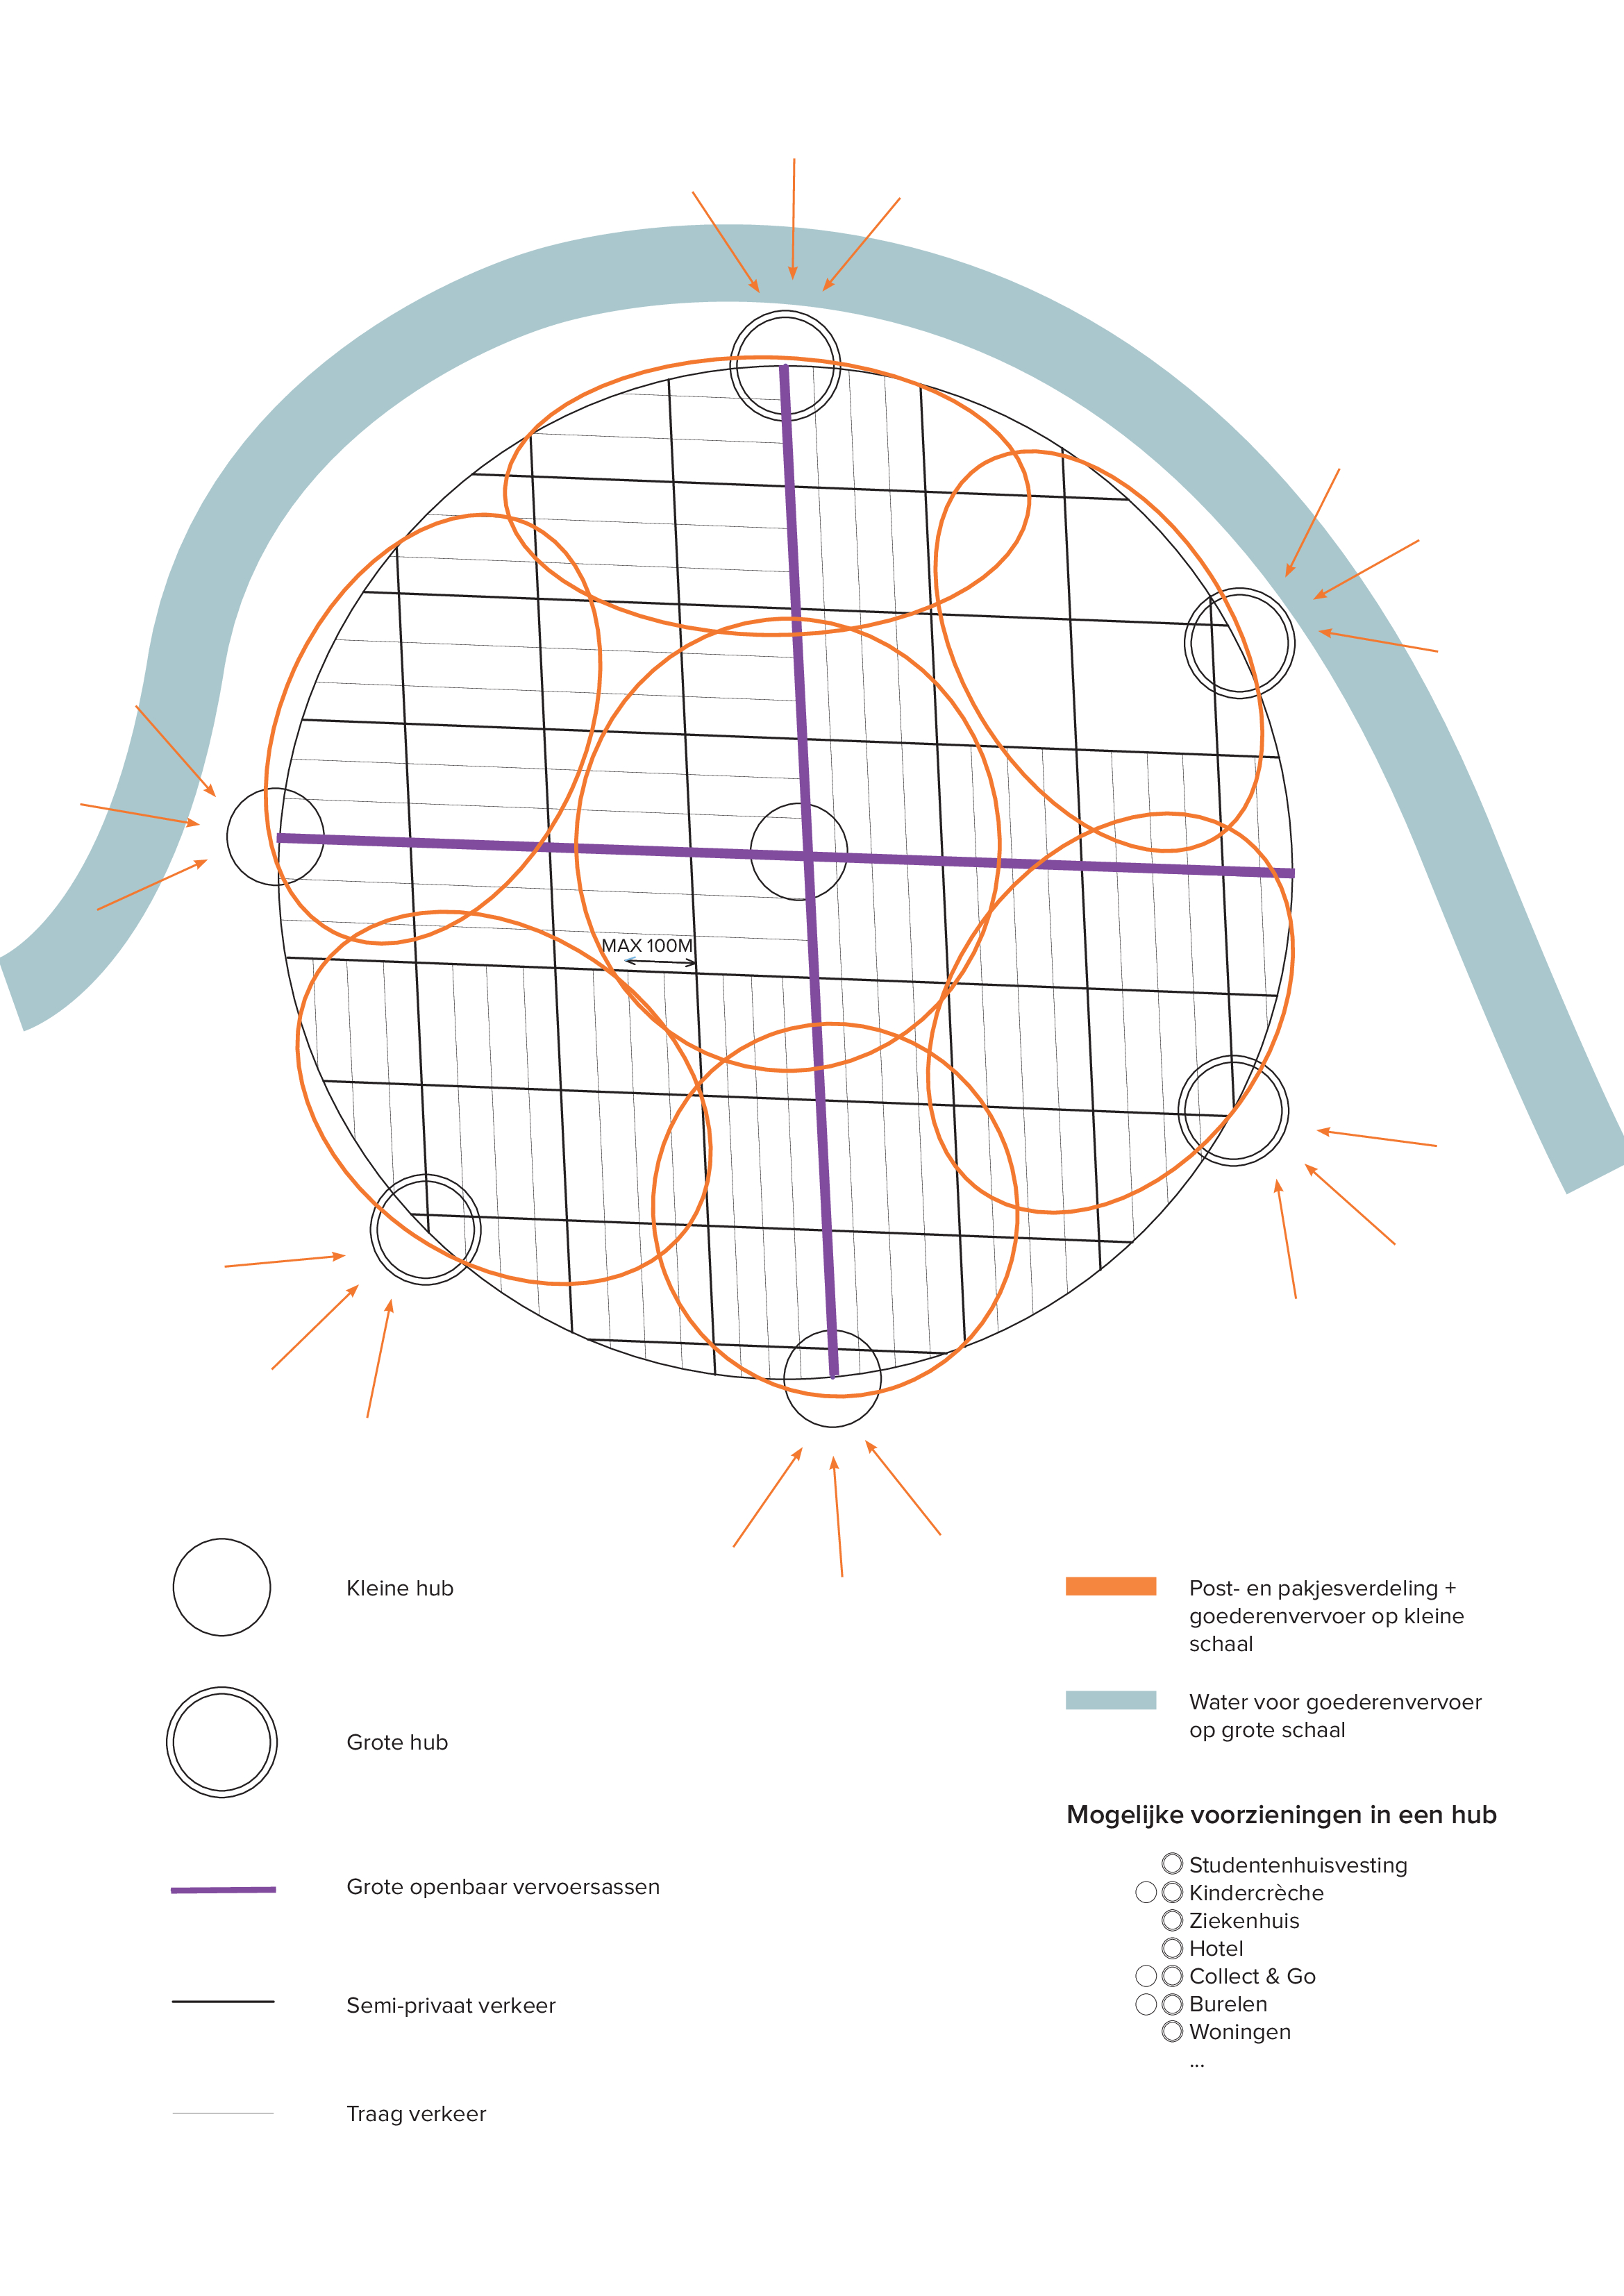 MAX 100M
Kleine hub
Grote hub
Grote openbaar vervoersassen
Semi-privaat verkeer
Traag verkeer
Post- en pakjesverdeling +
goederenvervoer op kleine
schaal
Water voor goederenvervoer
op grote schaal
Mogelijke voorzieningen in een hub
Studentenhuisvesting
Kindercrèche
Ziekenhuis
Hotel
Collect & Go
Burelen
Woningen
...